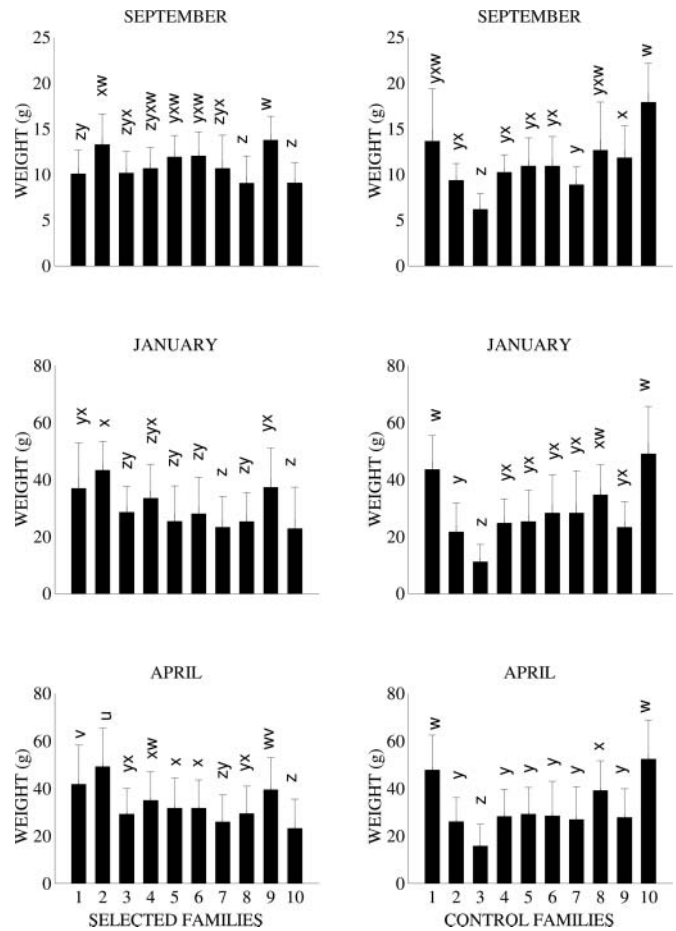 SEPTEMBER
WEIGHT (g)
25
20
15
10
5
0
zy
xw
zyx
zyxw
yxw
yxw
zyx
z
w
z
SEPTEMBER
WEIGHT (g)
25
20
15
10
5
0
yxw
yx
z
yx
yx
yx
y
yxw
x
w
JANUARY
WEIGHT (g)
80
60
40
20
0
yx
x
zy
zyx
zy
zy
z
zy
yx
z
JANUARY
WEIGHT (g)
80
60
40
20
0
w
y
z
yx
yx
yx
yx
xw
yx
w
APRIL
WEIGHT (g)
80
60
40
20
0
v
u
yx
xw
x
x
zy
yx
wv
z
1 2 3 4 5 6 7 8 9 10
SELECTED FAMILIES
APRIL
WEIGHT (g)
80
60
40
20
0
w
y
z
y
y
y
y
x
y
w
1 2 3 4 5 6 7 8 9 10
CONTROL FAMILIES